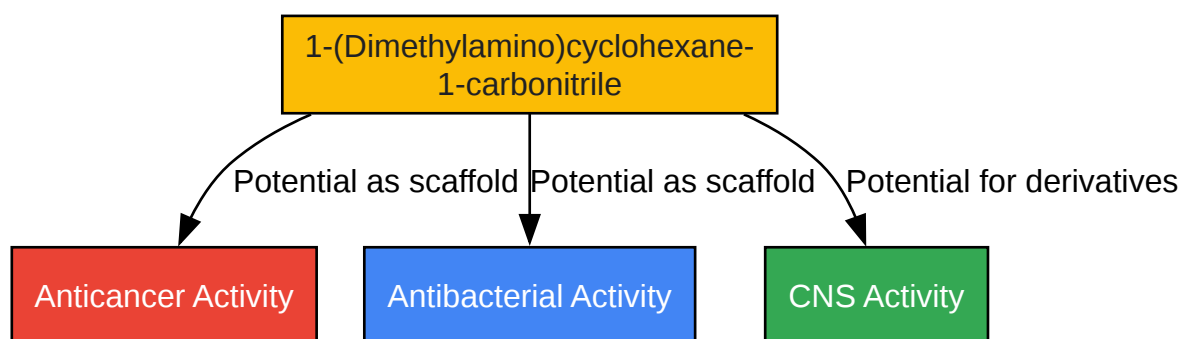 1-(Dimethylamino)cyclohexane-
1-carbonitrile
Potential as scaffold
Potential as scaffold
Potential for derivatives
Anticancer Activity
Antibacterial Activity
CNS Activity